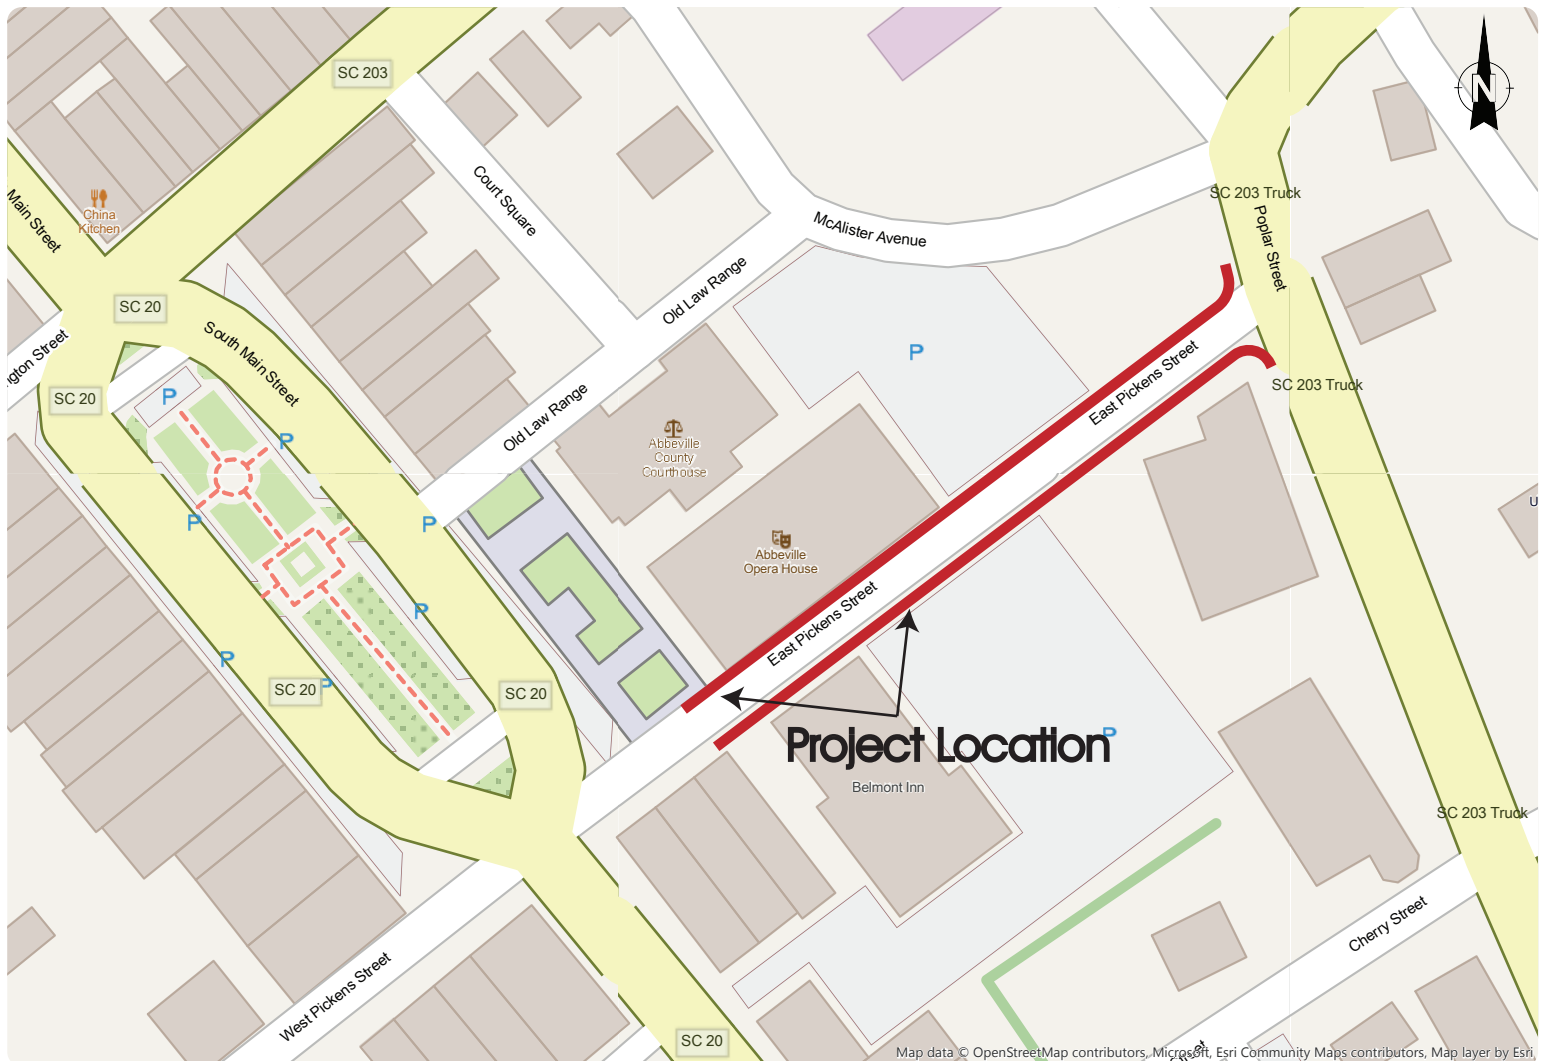 SC 203
N
Court Square
SC 203 Truck
Main Street
China
Kitchen
McAlister Avenue
Poplar Street
Old Law Range
SC 20
South Main Street
P
East Pickens Street
SC 203 Truck
SC 20
P
Old Law Range
P
Abbeville
County
Courthouse
P
P
Abbeville
Opera House
East Pickens Street
P
P
SC 20
P
SC 20
Project Location
P
Belmont Inn
SC 203 Truck
Cherry Street
West Pickens Street
SC 20
Map data © OpenStreetMap contributors, Microsoft, Esri Community Maps contributors, Map layer by Esri